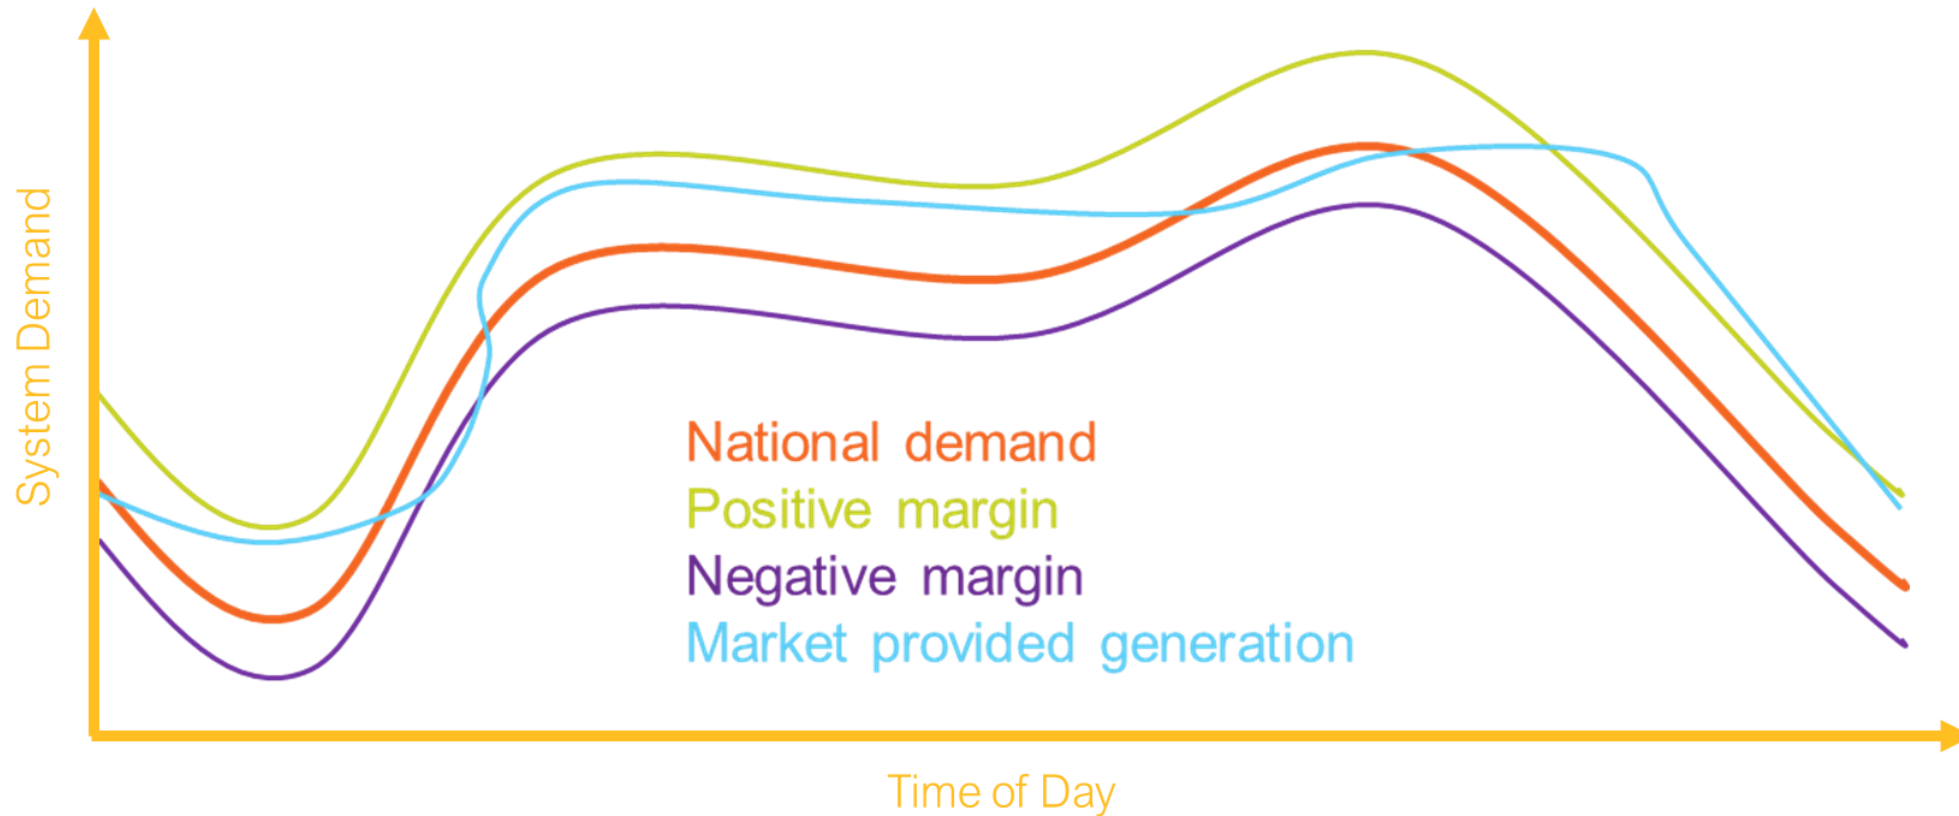 System Demand
National demand
Positive margin
Negative margin
Market provided generation
Time of Day